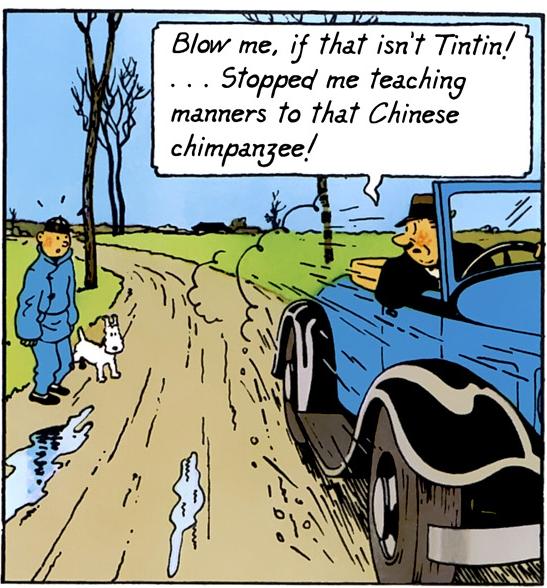 Blow me, if that isn't Tintin!
. . . Stopped me teaching
manners to that Chinese
chimpanzee!